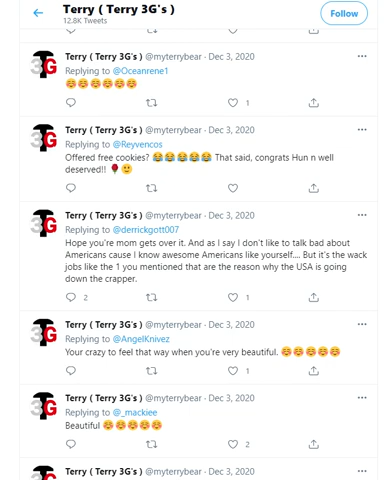 Terry ( Terry 3G's )
12.8K Tweets
Follow
Terry ( Terry 3G's ) @myterrybear · Dec 3, 2020
Replying to @Oceanrene1
🥰🥰🥰🥰🥰🥰
1
Terry ( Terry 3G's ) @myterrybear · Dec 3, 2020
Replying to @Reyvencos
Offered free cookies? 😂😂😂😂😂 That said, congrats Hun n well
deserved!! 🌹🙂
Terry ( Terry 3G's ) @myterrybear · Dec 3, 2020
Replying to @derrickgott007
Hope you're mom gets over it. And as I say I don't like to talk bad about
Americans cause I know awesome Americans like yourself.... But it's the wack
jobs like the 1 you mentioned that are the reason why the USA is going
down the crapper.
2 1
Terry ( Terry 3G's ) @myterrybear · Dec 3, 2020
Replying to @AngelKnivez
Your crazy to feel that way when you're very beautiful. 🥰🥰🥰🥰🥰
1
Terry ( Terry 3G's ) @myterrybear · Dec 3, 2020
Replying to @_mackiee
Beautiful 🥰🥰🥰🥰🥰
2
Terry ( Terry 3G's ) @myterrybear · Dec 3, 2020
3G
3G
3G
3G
3G